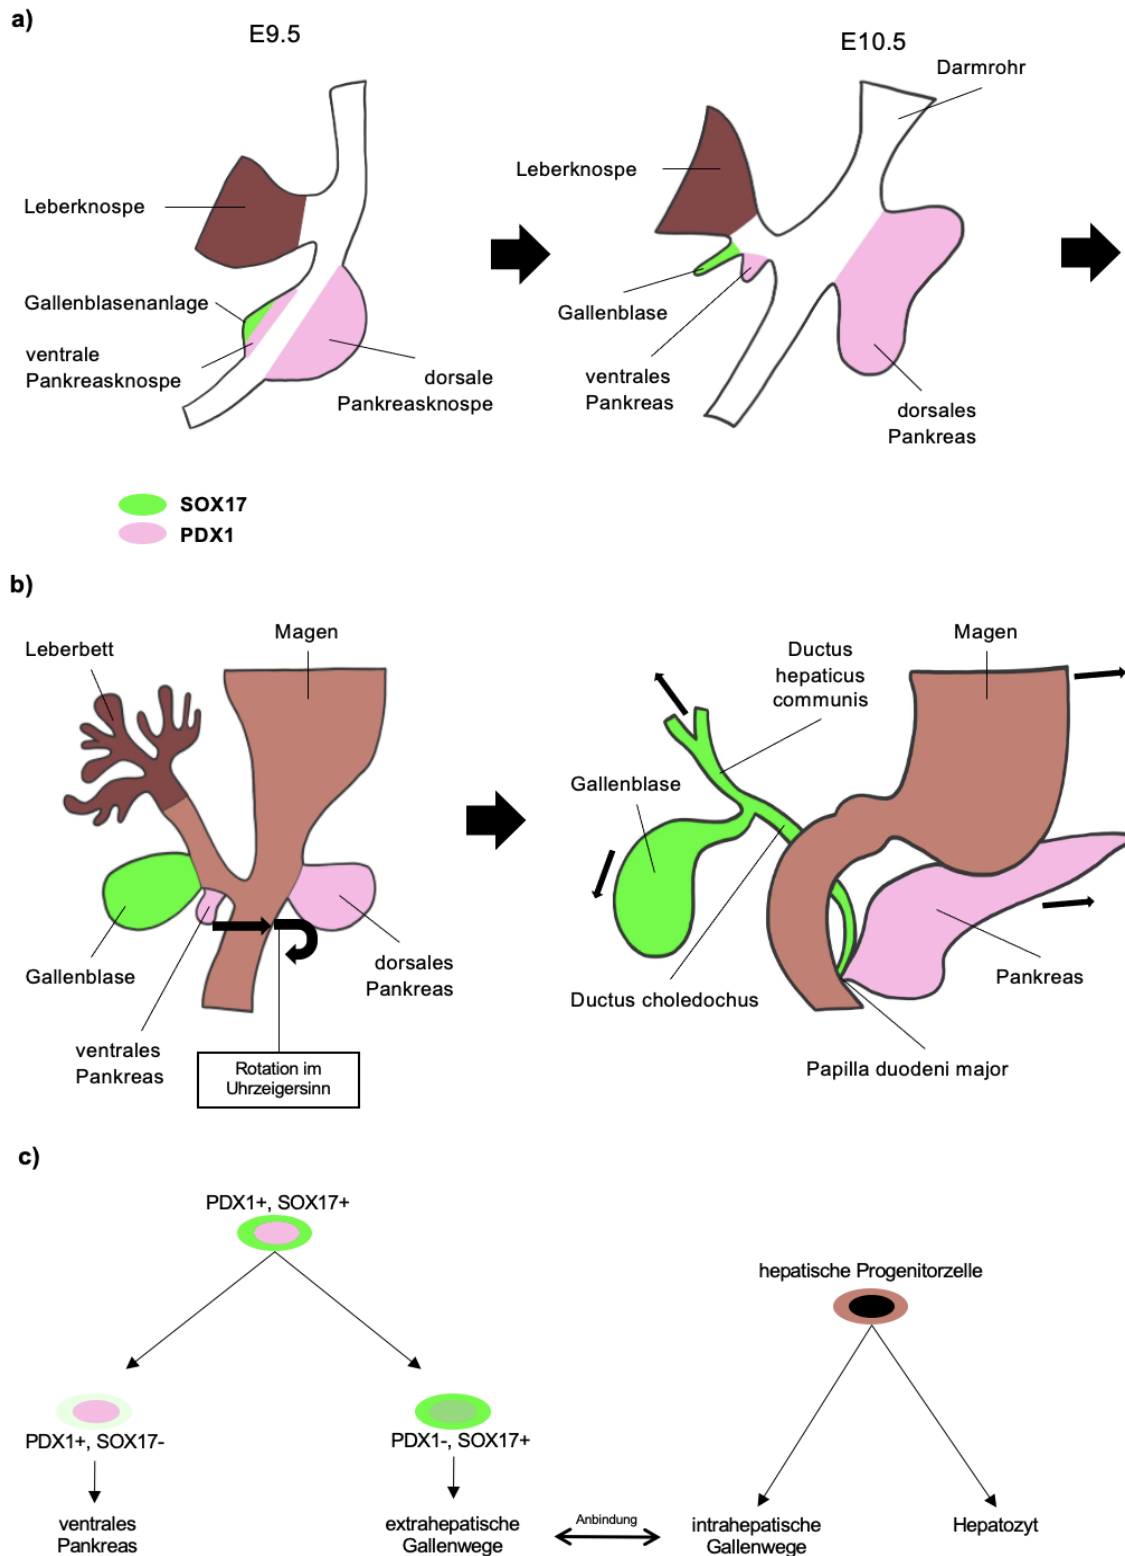 a)
E9.5
E10.5
Darmrohr
Leberknospe
Leberknospe
Gallenblasenanlage
Gallenblase
ventrale
Pankreasknospe
dorsale
Pankreasknospe
ventrales
Pankreas
dorsales
Pankreas
SOX17
PDX1
b)
Leberbett
Magen
Ductus
hepaticus
communis
Magen
Gallenblase
Gallenblase
dorsales
Pankreas
ventrales
Pankreas
Rotation im
Uhrzeigersinn
Ductus choledochus
Pankreas
Papilla duodeni major
c)
PDX1+, SOX17+
hepatische Progenitorzelle
PDX1+, SOX17-
PDX1-, SOX17+
ventrales
Pankreas
extrahepatische
Gallenwege
Anbindung
intrahepatische
Gallenwege
Hepatozyt